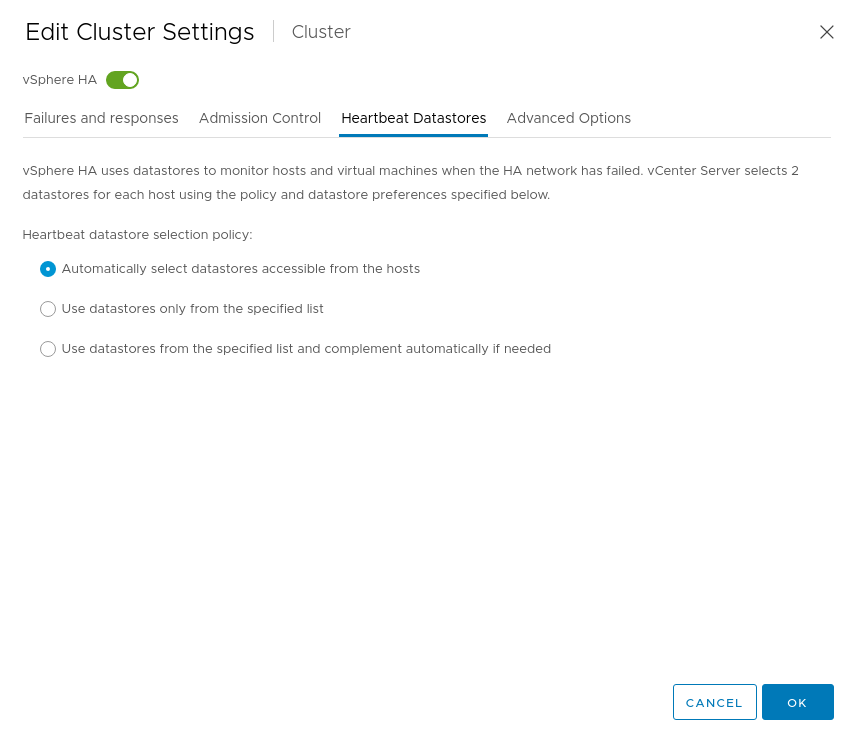 Edit Cluster Settings Cluster
vSphere HA
Failures and responses Admission Control Heartbeat Datastores Advanced Options
vSphere HA uses datastores to monitor hosts and virtual machines when the HA network has failed. vCenter Server selects 2
datastores for each host using the policy and datastore preferences specified below.
Heartbeat datastore selection policy:
Automatically select datastores accessible from the hosts
Use datastores only from the specified list
Use datastores from the specified list and complement automatically if needed
CANCEL OK